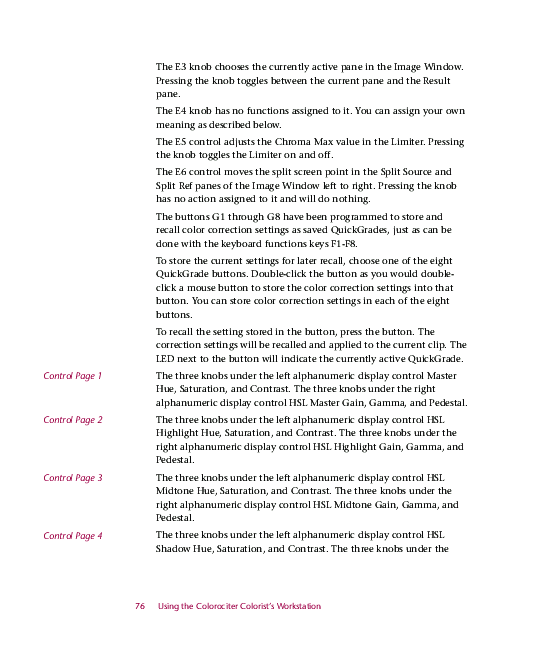 The E3 knob chooses the currently active pane in the Image Window.
Pressing the knob toggles between the current pane and the Result
pane.
The E4 knob has no functions assigned to it. You can assign your own
meaning as described below.
The E5 control adjusts the Chroma Max value in the Limiter. Pressing
the knob toggles the Limiter on and off.
The E6 control moves the split screen point in the Split Source and
Split Ref panes of the Image Window left to right. Pressing the knob
has no action assigned to it and will do nothing.
The buttons G1 through G8 have been programmed to store and
recall color correction settings as saved QuickGrades, just as can be
done with the keyboard functions keys F1-F8.
To store the current settings for later recall, choose one of the eight
QuickGrade buttons. Double-click the button as you would double-
click a mouse button to store the color correction settings into that
button. You can store color correction settings in each of the eight
buttons.
To recall the setting stored in the button, press the button. The
correction settings will be recalled and applied to the current clip. The
LED next to the button will indicate the currently active QuickGrade.
Control Page 1
The three knobs under the left alphanumeric display control Master
Hue, Saturation, and Contrast. The three knobs under the right
alphanumeric display control HSL Master Gain, Gamma, and Pedestal.
Control Page 2
The three knobs under the left alphanumeric display control HSL
Highlight Hue, Saturation, and Contrast. The three knobs under the
right alphanumeric display control HSL Highlight Gain, Gamma, and
Pedestal.
Control Page 3
The three knobs under the left alphanumeric display control HSL
Midtone Hue, Saturation, and Contrast. The three knobs under the
right alphanumeric display control HSL Midtone Gain, Gamma, and
Pedestal.
Control Page 4
The three knobs under the left alphanumeric display control HSL
Shadow Hue, Saturation, and Contrast. The three knobs under the
76 Using the Colorociter Colorist's Workstation